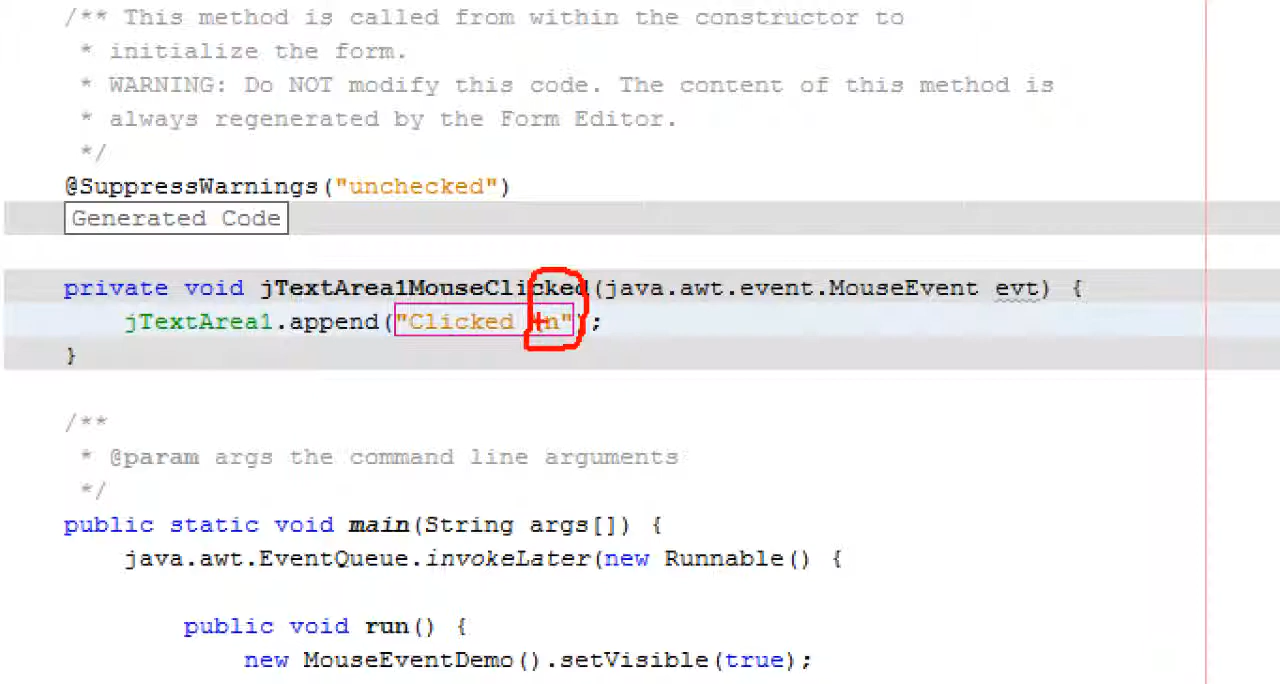 /** This method is called from within the constructor to
* initialize the form.
* WARNING: Do NOT modify this code. The content of this method is
* always regenerated by the Form Editor.
*/
@SuppressWarnings("unchecked")
Generated Code
private void jTextArea1MouseClicked(java.awt.event.MouseEvent evt) {
jTextArea1.append("Clicked \n");
}
/**
* @param args the command line arguments
*/
public static void main(String args[]) {
java.awt.EventQueue.invokeLater(new Runnable() {
public void run() {
new MouseEventDemo().setVisible(true);